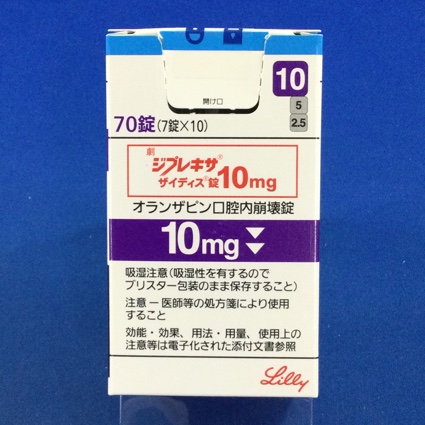 開け口
10
5
2.5
70錠(7錠×10)
劇
ジプレキサ®
ザイディス®錠10mg
オランザピン口腔内崩壊錠
10mg
吸湿注意(吸湿性を有するので
ブリスター包装のまま保存すること)
注意－医師等の処方箋により使用
すること
効能・効果、用法・用量、使用上の
注意等は電子化された添付文書参照
Lilly